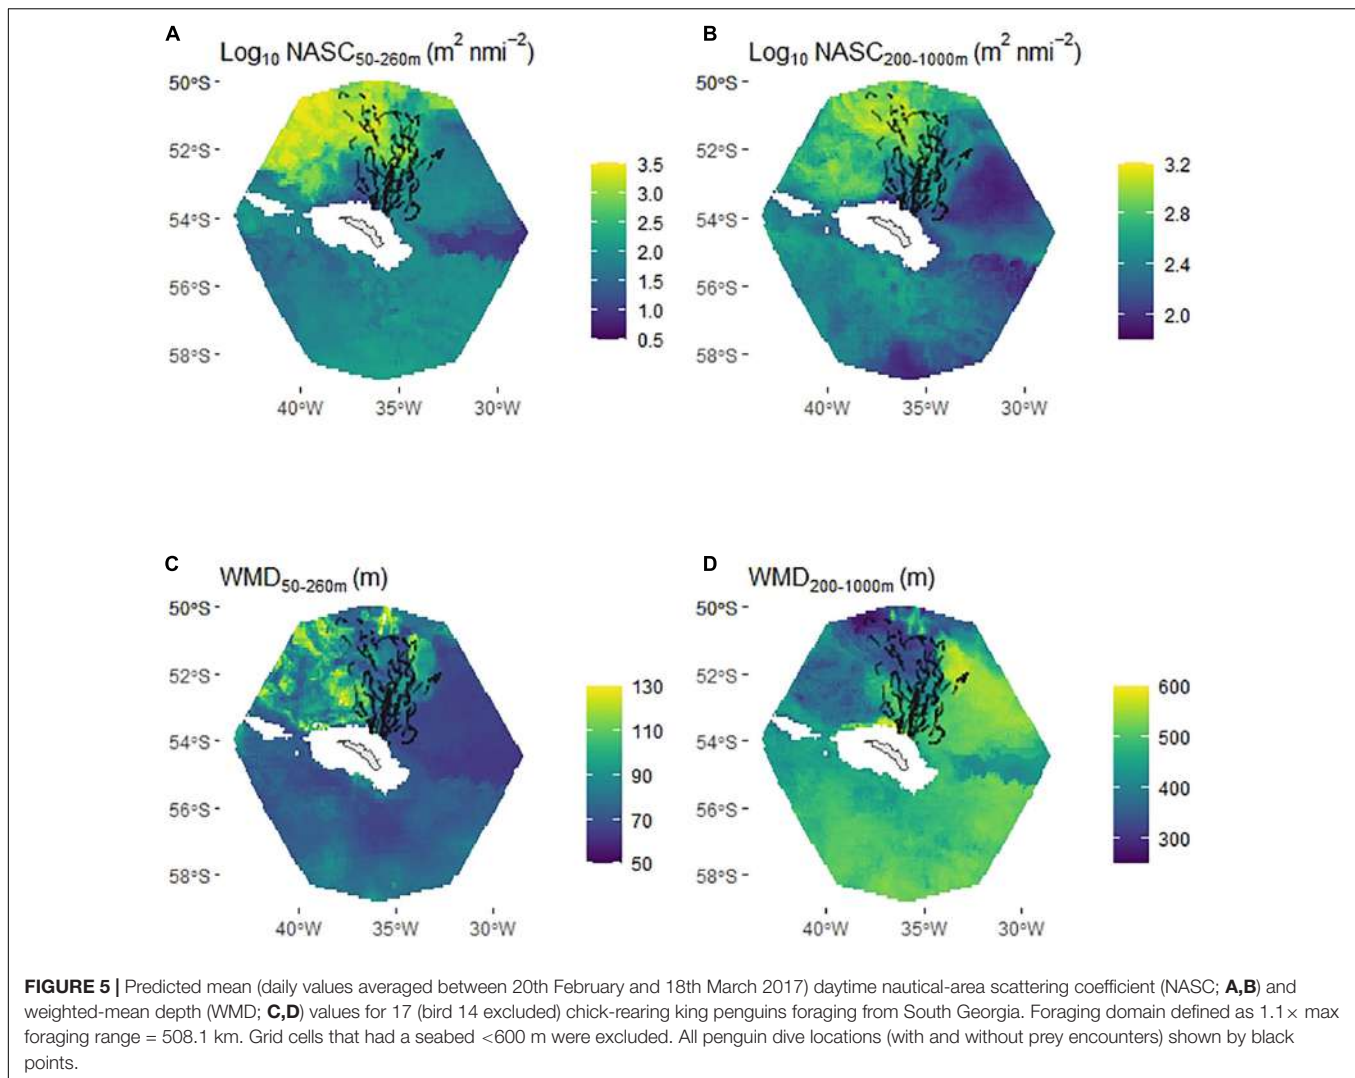 A
Log₁₀ NASC₅₀₋₂₆₀ₘ (m² nmi⁻²)
50°S
52°S
54°S
56°S
58°S
40°W 35°W 30°W
3.5
3.0
2.5
2.0
1.5
1.0
0.5
B
Log₁₀ NASC₂₀₀₋₁₀₀₀ₘ (m² nmi⁻²)
50°S
52°S
54°S
56°S
58°S
40°W 35°W 30°W
3.2
2.8
2.4
2.0
C
WMD₅₀₋₂₆₀ₘ (m)
50°S
52°S
54°S
56°S
58°S
40°W 35°W 30°W
130
110
90
70
50
D
WMD₂₀₀₋₁₀₀₀ₘ (m)
50°S
52°S
54°S
56°S
58°S
40°W 35°W 30°W
600
500
400
300
FIGURE 5 | Predicted mean (daily values averaged between 20th February and 18th March 2017) daytime nautical-area scattering coefficient (NASC; A,B) and
weighted-mean depth (WMD; C,D) values for 17 (bird 14 excluded) chick-rearing king penguins foraging from South Georgia. Foraging domain defined as 1.1× max
foraging range = 508.1 km. Grid cells that had a seabed <600 m were excluded. All penguin dive locations (with and without prey encounters) shown by black
points.